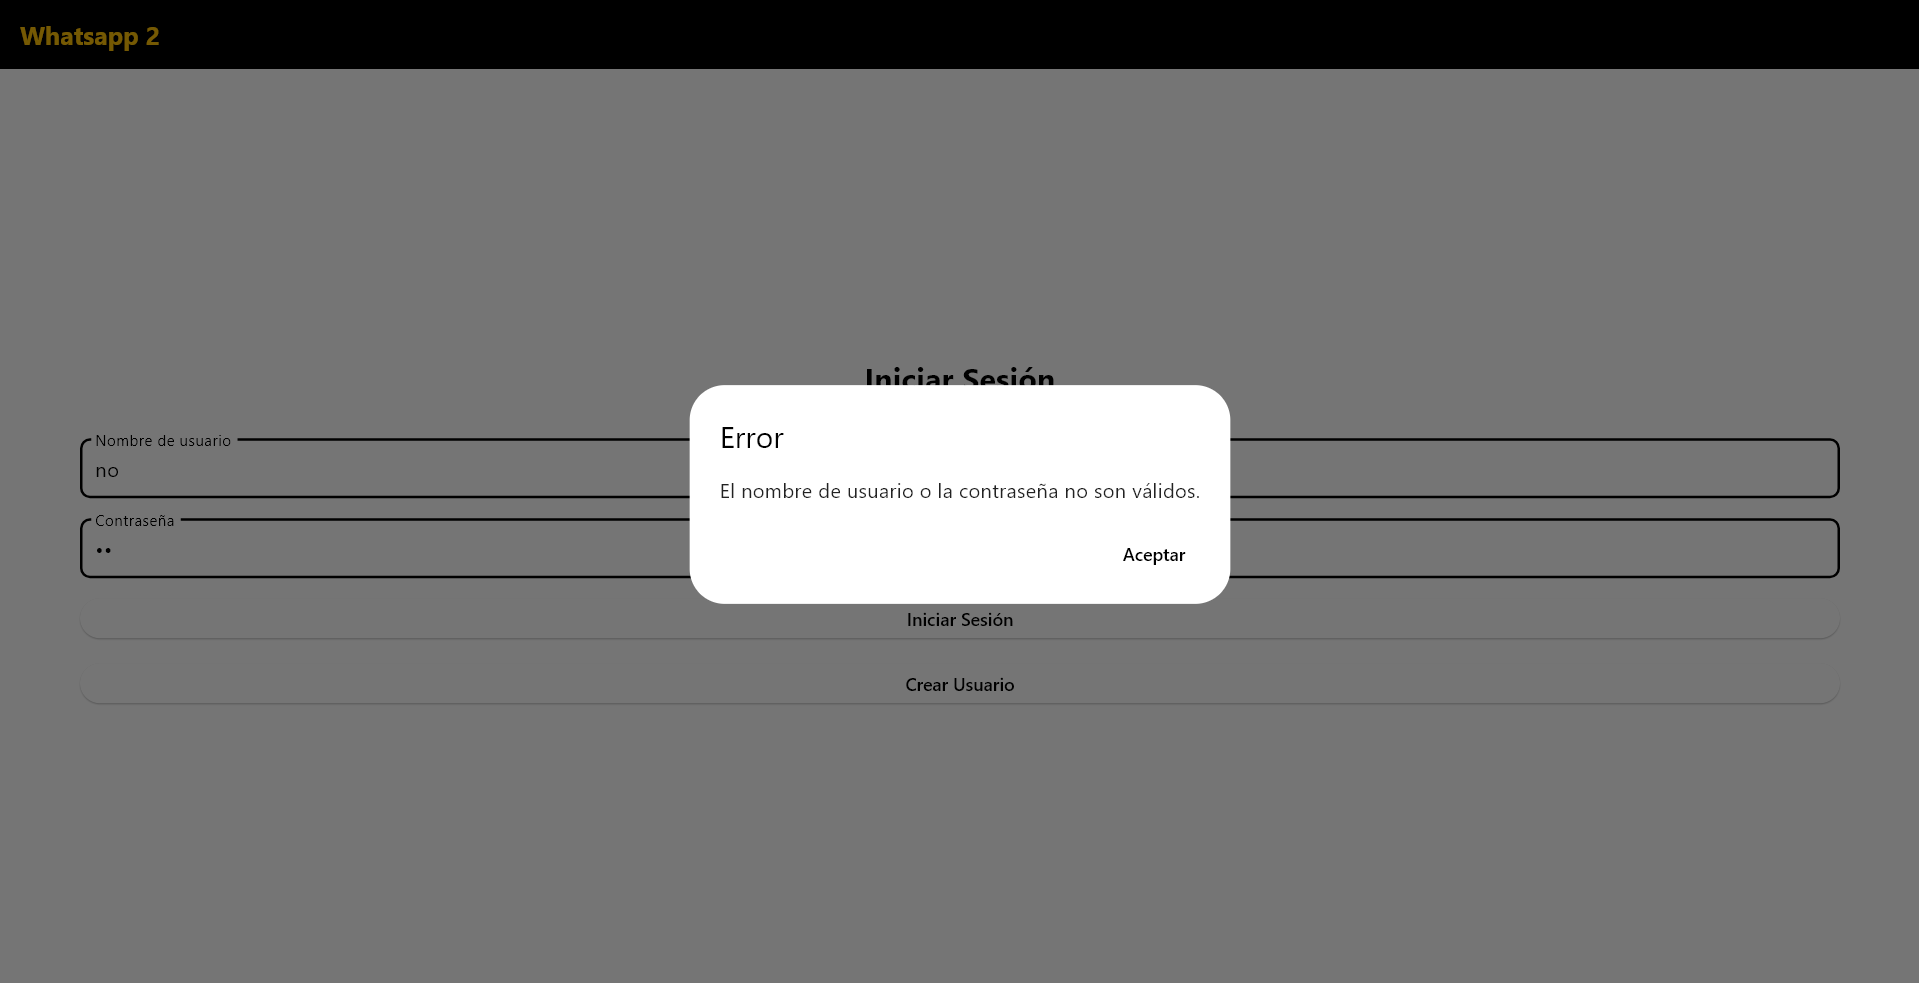 Whatsapp 2
Iniciar Sesión
Nombre de usuario
no
Contraseña
••
Error
El nombre de usuario o la contraseña no son válidos.
Aceptar
Iniciar Sesión
Crear Usuario